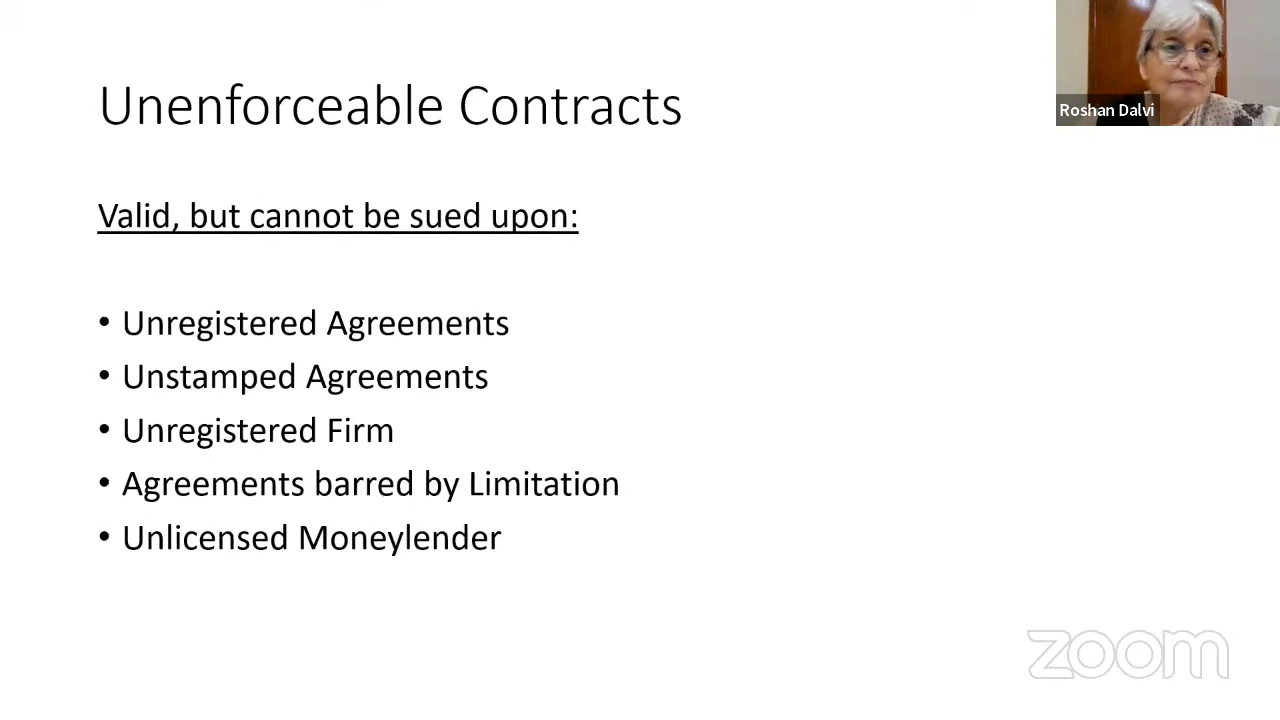 Unenforceable Contracts
Roshan Dalvi
Valid, but cannot be sued upon:
• Unregistered Agreements
• Unstamped Agreements
• Unregistered Firm
• Agreements barred by Limitation
• Unlicensed Moneylender
zoom